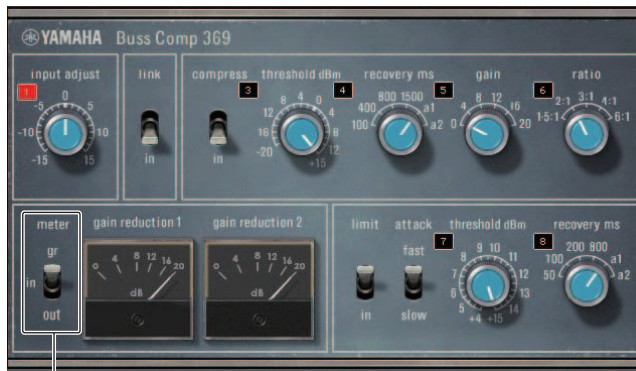 YAMAHA Buss Comp 369
input adjust
1
-15 -10 -5 0 5 10 15
link
in
compress
in
3
threshold dBm
-20 16 12 8 4 0 4 8 12 +15
4
recovery ms
100 400 800 1500 a1 a2
5
gain
0 4 8 12 16 20
6
ratio
1·5:1 2:1 3:1 4:1 6:1
meter
gr
in
out
gain reduction 1
0 4 8 12 16 20
dB
gain reduction 2
0 4 8 12 16 20
dB
limit
in
attack
fast
slow
7
threshold dBm
+4 5 6 7 8 9 10 11 12 13 14 +15
8
recovery ms
50 100 200 800 a1 a2